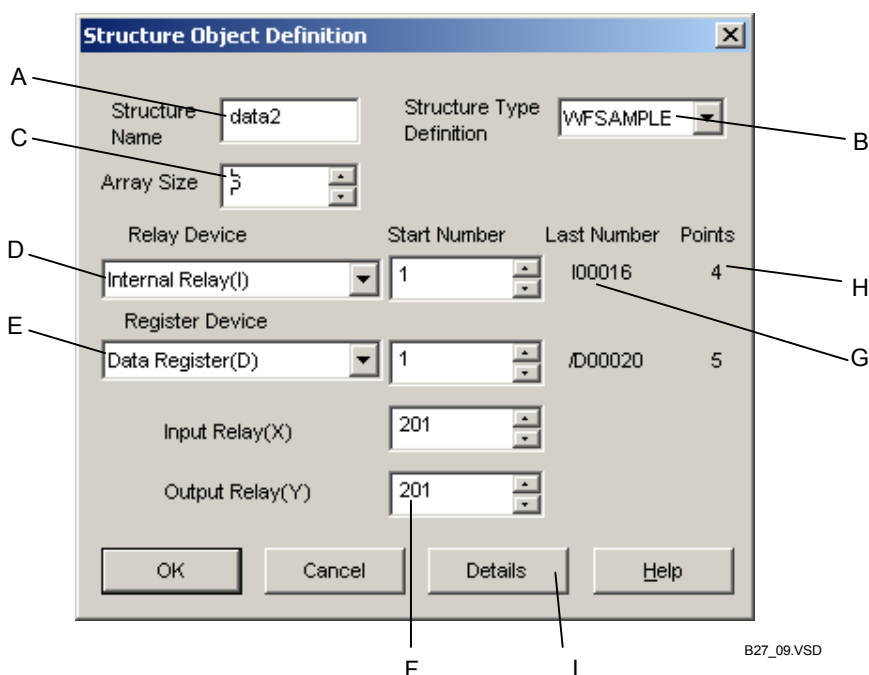 Structure Object Definition
A
Structure Name
data2
Structure Type Definition
WFSAMPLE
B
C
Array Size
Relay Device
Start Number
Last Number
Points
D
Internal Relay(I)
1
I00016
4
H
Register Device
E
G
Data Register(D)
1
/D00020
5
Input Relay(X)
201
Output Relay(Y)
201
OK
Cancel
Details
Help
F
I
B27_09.VSD